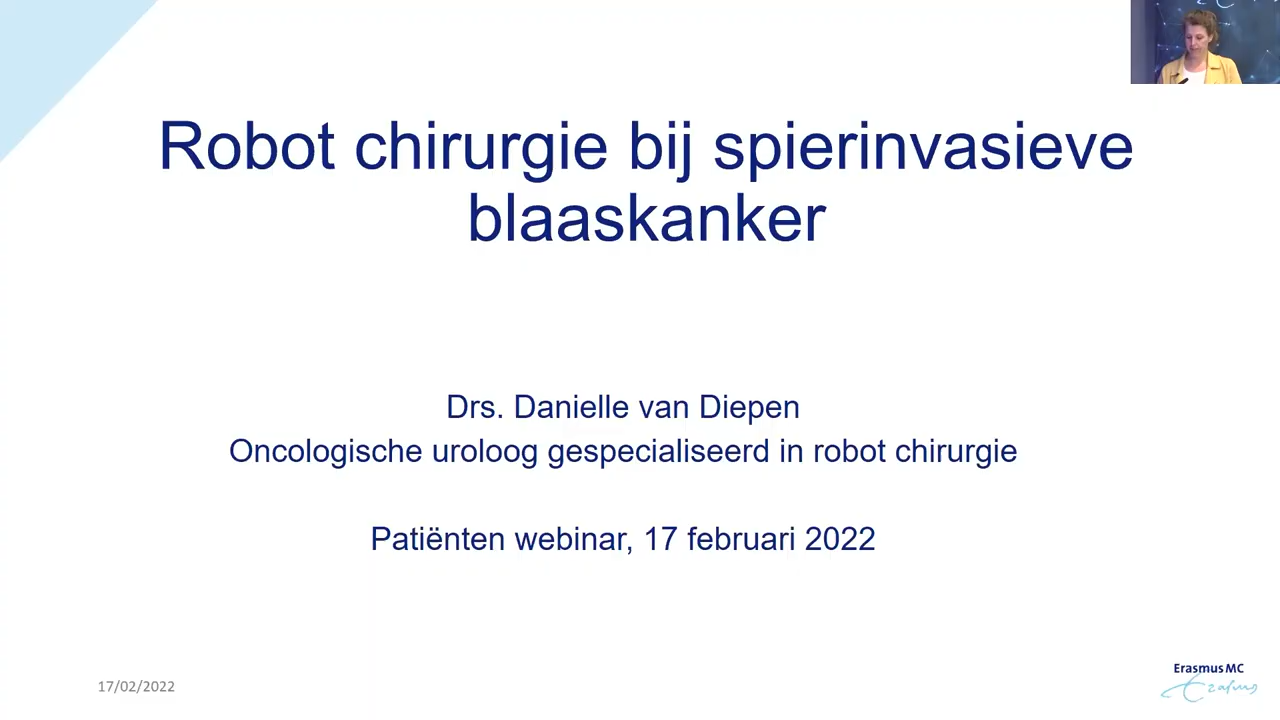 Robot chirurgie bij spierinvasieve
blaaskanker
Drs. Danielle van Diepen
Oncologische uroloog gespecialiseerd in robot chirurgie
Patiënten webinar, 17 februari 2022
17/02/2022
Erasmus MC
Erasmus